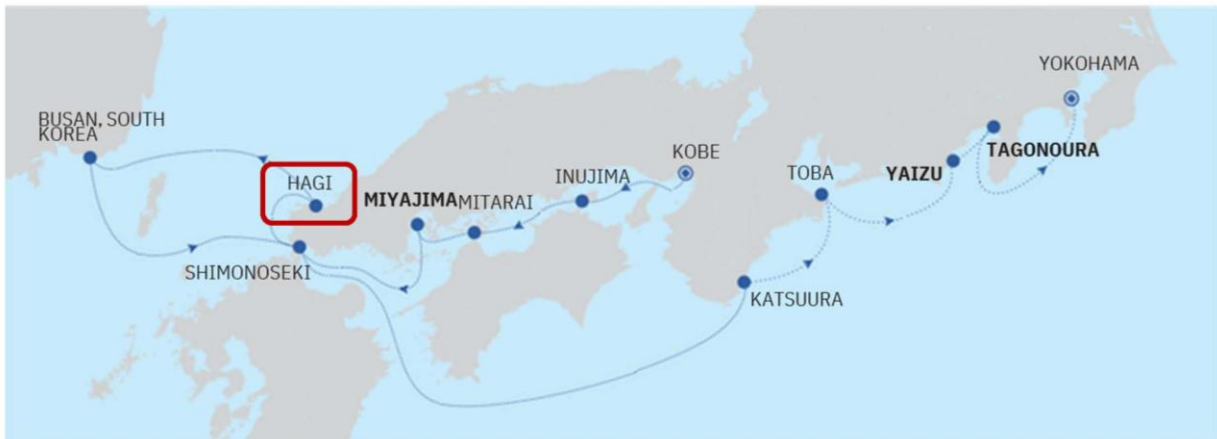 YOKOHAMA
BUSAN, SOUTH
KOREA
KOBE
TAGONOURA
HAGI
INUJIMA
TOBA
YAIZU
MIYAJIMA
MITARAI
SHIMONOSEKI
KATSUURA